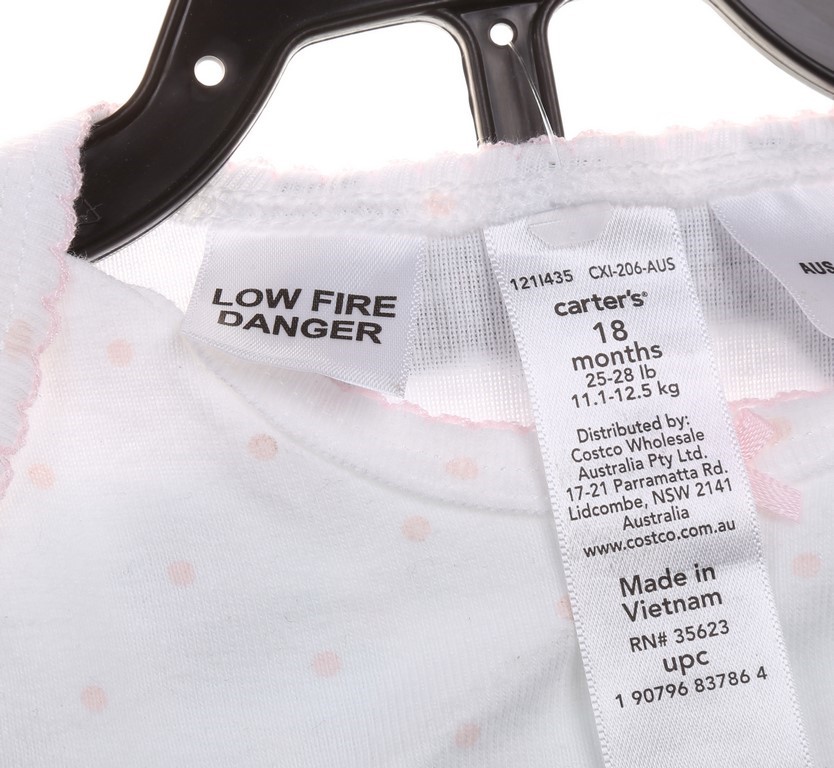 LOW FIRE
DANGER
121I435 CXI-206-AUS
carter's®
18
months
25-28 lb
11.1-12.5 kg
Distributed by:
Costco Wholesale
Australia Pty Ltd.
17-21 Parramatta Rd.
Lidcombe, NSW 2141
Australia
www.costco.com.au
Made in
Vietnam
RN# 35623
upc
1 90796 83786 4
AUS-